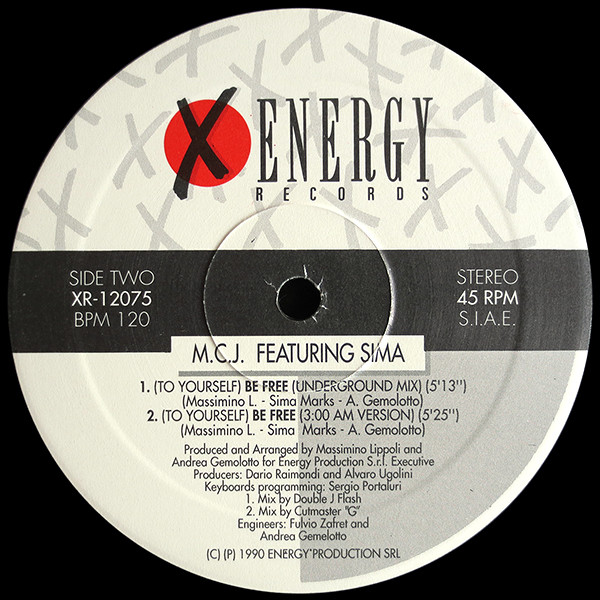 X ENERGY
RECORDS
SIDE TWO
XR-12075
BPM 120
STEREO
45 RPM
S.I.A.E.
M.C.J. FEATURING SIMA
1. (TO YOURSELF) BE FREE (UNDERGROUND MIX) (5'13'')
(Massimino L. - Sima Marks - A. Gemolotto)
2. (TO YOURSELF) BE FREE (3:00 AM VERSION) (5'25'')
(Massimino L. - Sima Marks - A. Gemolotto)
Produced and Arranged by Massimino Lippoli and
Andrea Gemolotto for Energy Production S.r.l. Executive
Producers: Dario Raimondi and Alvaro Ugolini
Keyboards programming: Sergio Portaluri
1. Mix by Double J Flash
2. Mix by Cutmaster "G"
Engineers: Fulvio Zafret and
Andrea Gemolotto
(C) (P) 1990 ENERGY PRODUCTION SRL